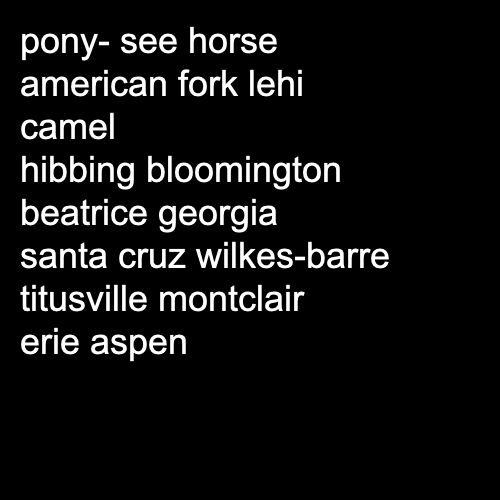 pony- see horse
american fork lehi
camel
hibbing bloomington
beatrice georgia
santa cruz wilkes-barre
titusville montclair
erie aspen